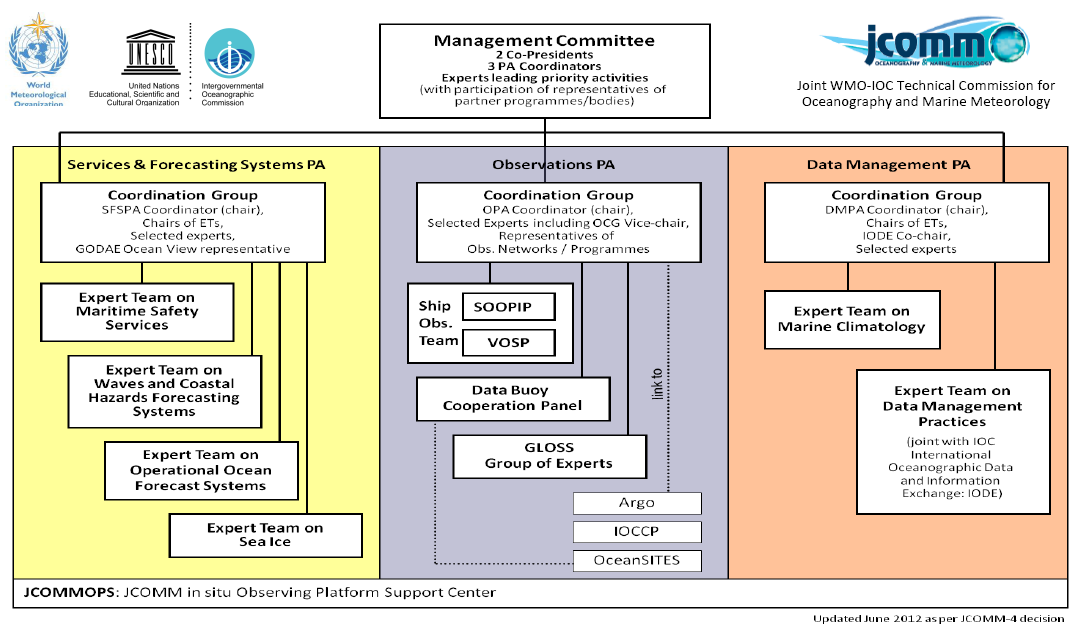 World
Meteorological
Organization
UNESCO
United Nations
Educational, Scientific and
Cultural Organization
Intergovernmental
Oceanographic
Commission
Management Committee
2 Co-Presidents
3 PA Coordinators
Experts leading priority activities
(with participation of representatives of
partner programmes/bodies)
jcomm
OCEANOGRAPHY & MARINE METEOROLOGY
Joint WMO-IOC Technical Commission for
Oceanography and Marine Meteorology
Services & Forecasting Systems PA
Coordination Group
SFSPA Coordinator (chair),
Chairs of ETs,
Selected experts,
GODAE Ocean View representative
Expert Team on
Maritime Safety
Services
Expert Team on
Waves and Coastal
Hazards Forecasting
Systems
Expert Team on
Operational Ocean
Forecast Systems
Expert Team on
Sea Ice
Observations PA
Coordination Group
OPA Coordinator (chair),
Selected Experts including OCG Vice-chair,
Representatives of
Obs. Networks / Programmes
Ship
Obs.
Team
SOOPIP
VOSP
Data Buoy
Cooperation Panel
GLOSS
Group of Experts
link to
Argo
IOCCP
OceanSITES
Data Management PA
Coordination Group
DMPA Coordinator (chair),
Chairs of ETs,
IODE Co-chair,
Selected experts
Expert Team on
Marine Climatology
Expert Team on
Data Management
Practices
(joint with IOC
International
Oceanographic Data
and Information
Exchange: IODE)
JCOMMOPS: JCOMM in situ Observing Platform Support Center
Updated June 2012 as per JCOMM-4 decision